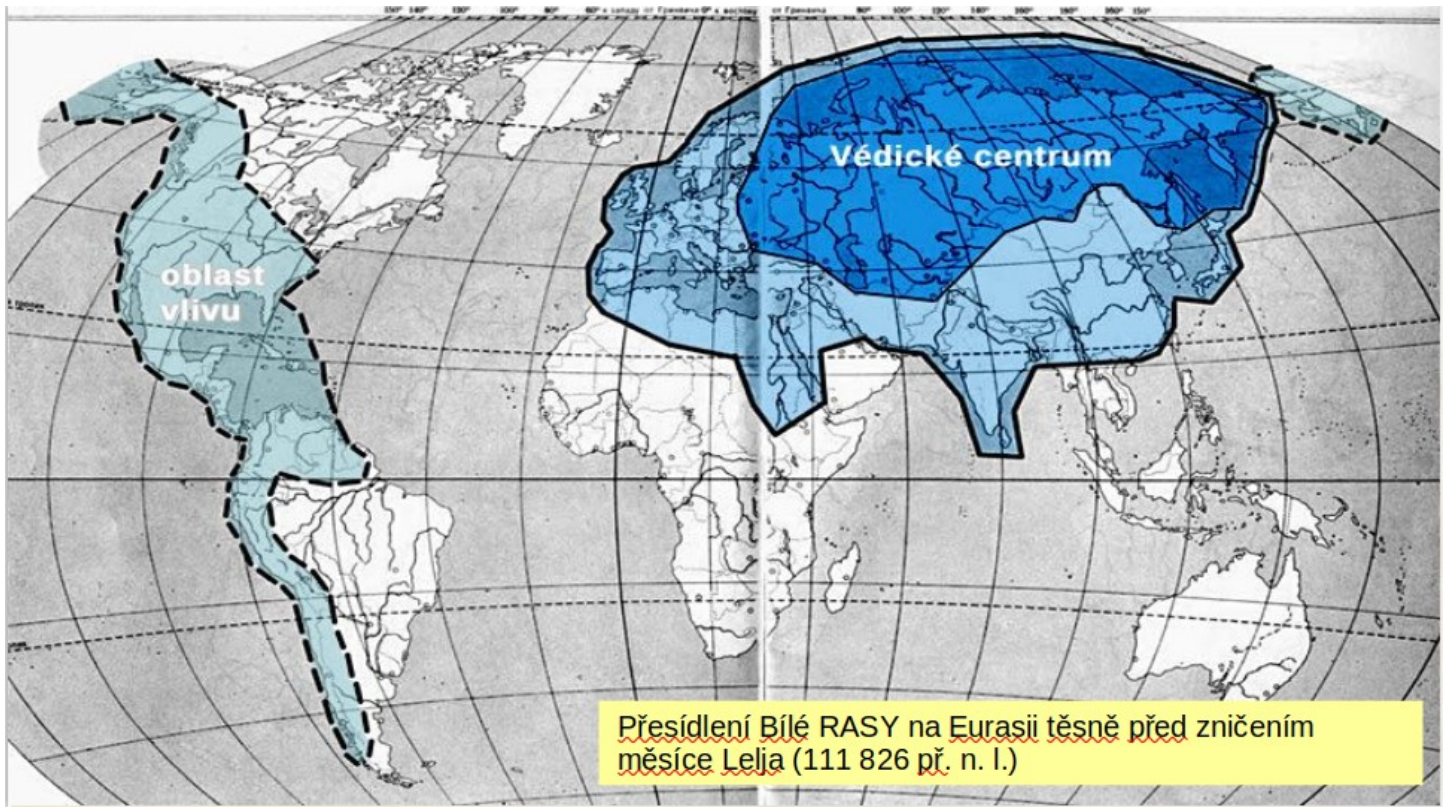 Védické centrum
oblast
vlivu
Přesídlení Bílé RASY na Eurasii těsně před zničením
měsíce Lelja (111 826 př. n. l.)